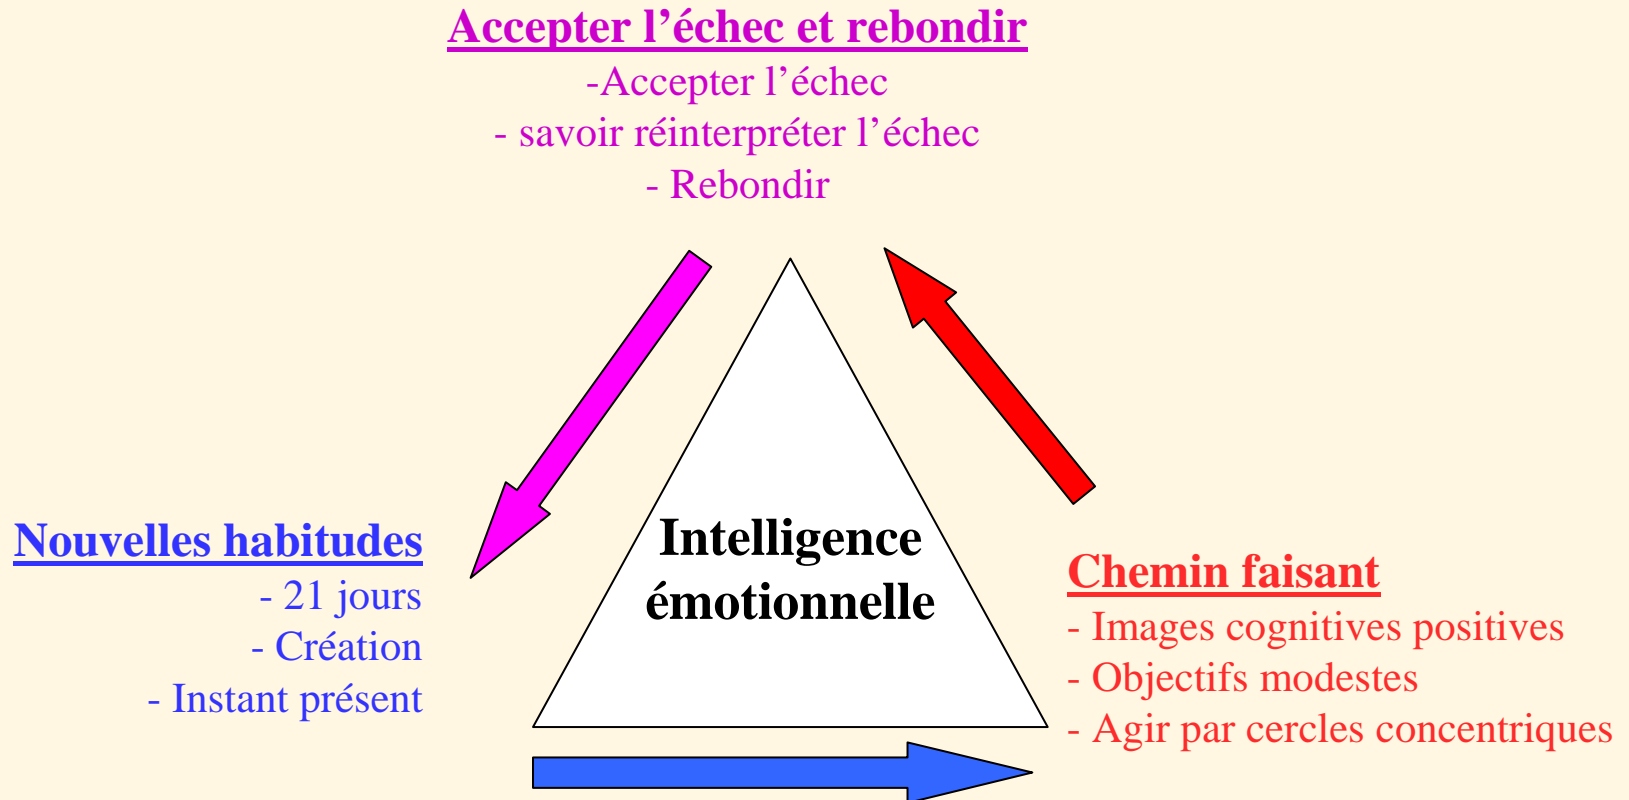 Accepter l’échec et rebondir
-Accepter l’échec
- savoir réinterpréter l’échec
- Rebondir
Nouvelles habitudes
- 21 jours
- Création
- Instant présent
Intelligence
émotionnelle
Chemin faisant
- Images cognitives positives
- Objectifs modestes
- Agir par cercles concentriques